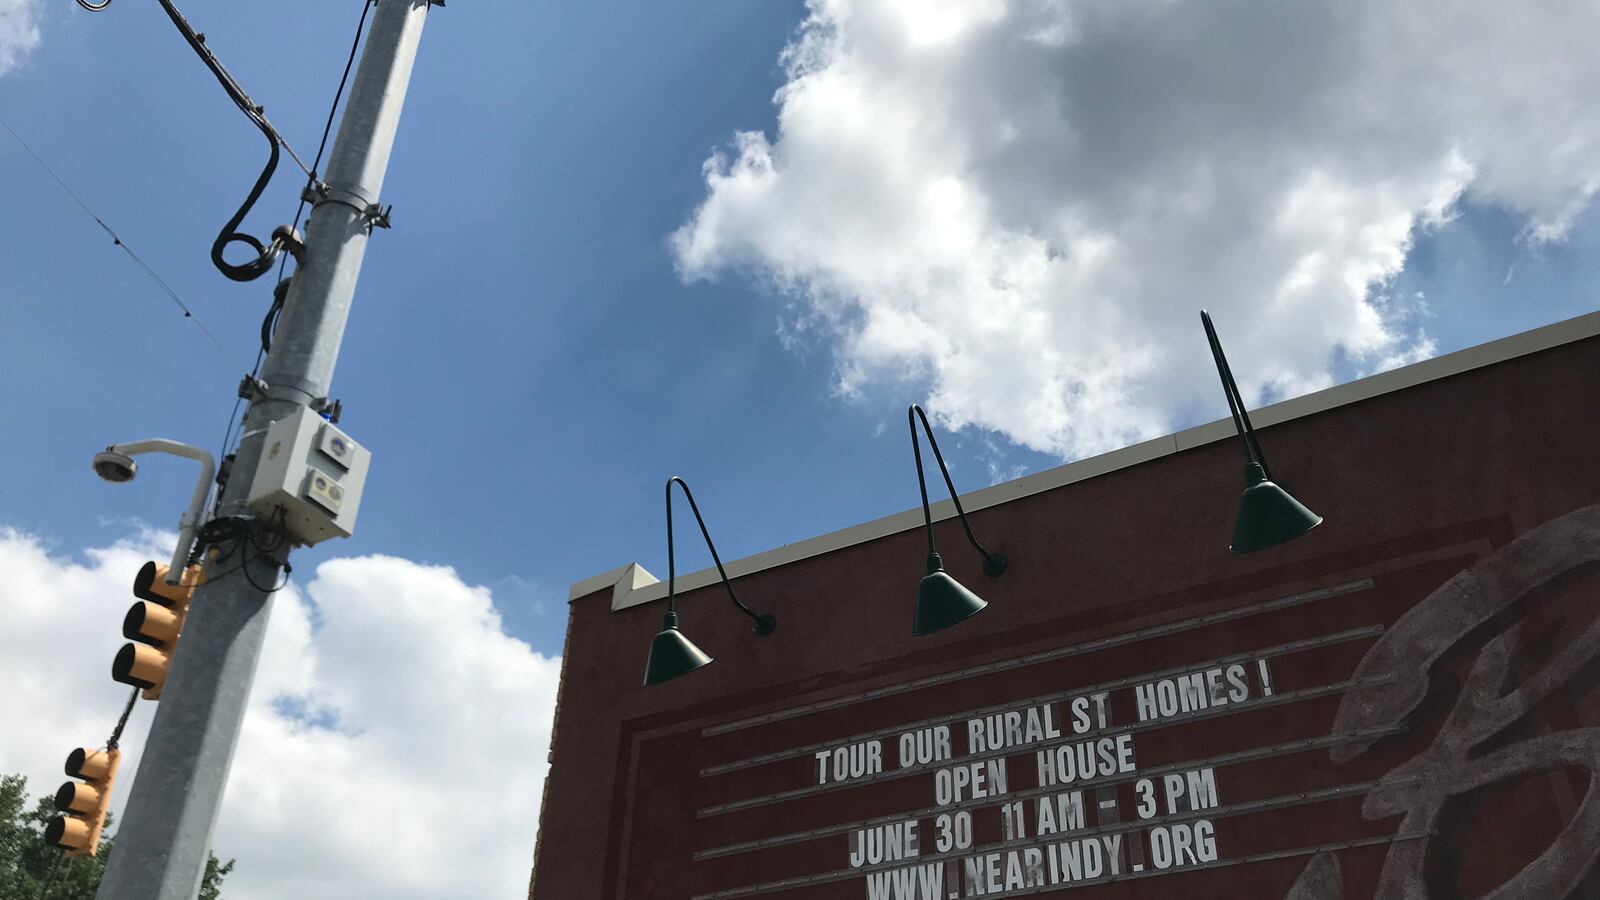 TOUR OUR RURAL ST HOMES!
OPEN HOUSE
JUNE 30 11 AM - 3 PM
WWW.NEARINDY.ORG